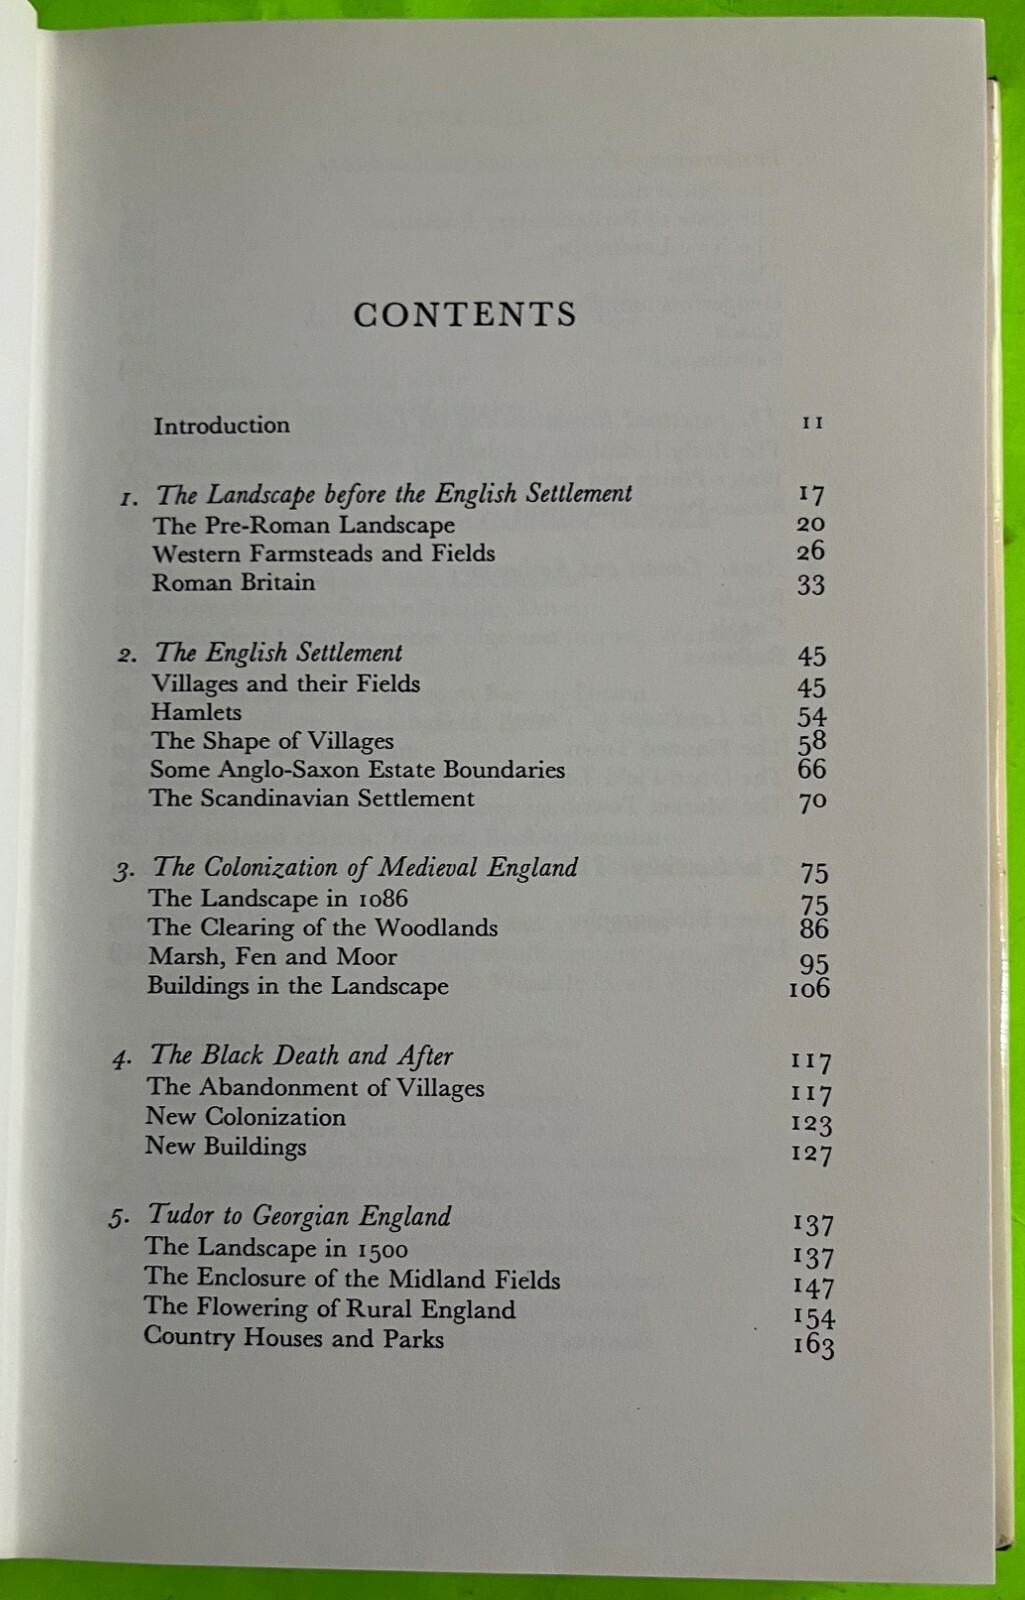 CONTENTS
Introduction 11
1. The Landscape before the English Settlement 17
The Pre-Roman Landscape 20
Western Farmsteads and Fields 26
Roman Britain 33
2. The English Settlement 45
Villages and their Fields 45
Hamlets 54
The Shape of Villages 58
Some Anglo-Saxon Estate Boundaries 66
The Scandinavian Settlement 70
3. The Colonization of Medieval England 75
The Landscape in 1086 75
The Clearing of the Woodlands 86
Marsh, Fen and Moor 95
Buildings in the Landscape 106
4. The Black Death and After 117
The Abandonment of Villages 117
New Colonization 123
New Buildings 127
5. Tudor to Georgian England 137
The Landscape in 1500 137
The Enclosure of the Midland Fields 147
The Flowering of Rural England 154
Country Houses and Parks 163